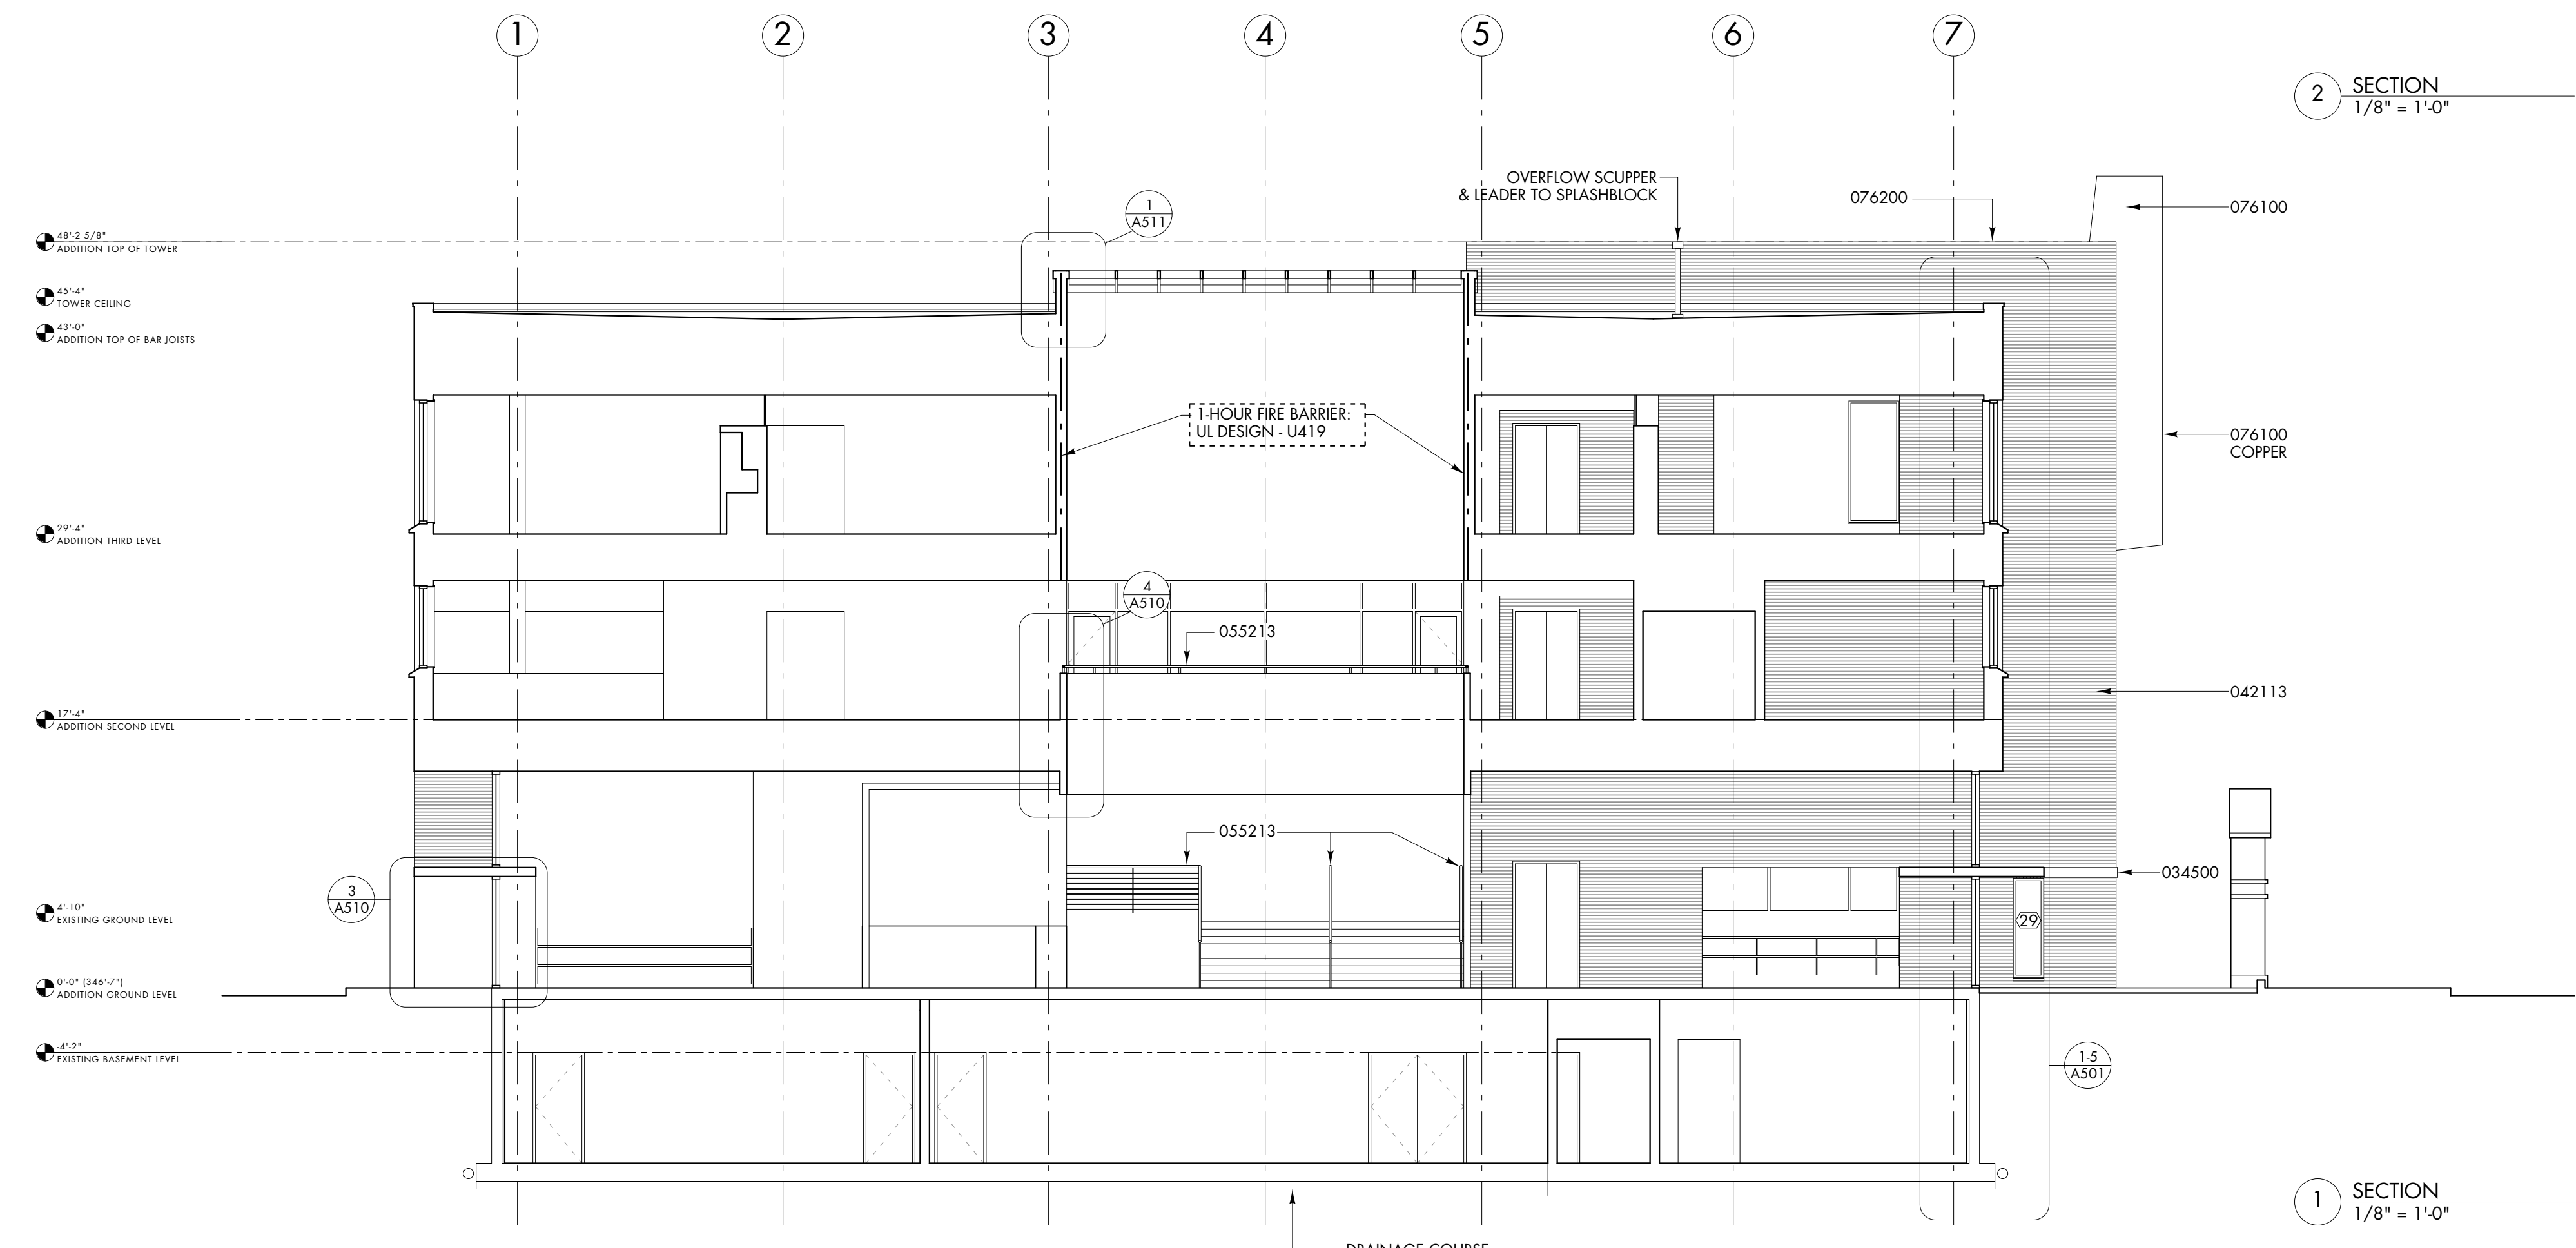 1
2
3
4
5
6
7
2
SECTION
1/8" = 1'-0"
OVERFLOW SCUPPER
& LEADER TO SPLASHBLOCK
076200
076100
1
A511
48'-2 5/8"
ADDITION TOP OF TOWER
45'-4"
TOWER CEILING
43'-0"
ADDITION TOP OF BAR JOISTS
1-HOUR FIRE BARRIER:
UL DESIGN - U419
076100
COPPER
29'-4"
ADDITION THIRD LEVEL
4
A510
055213
042113
17'-4"
ADDITION SECOND LEVEL
055213
034500
3
A510
4'-10"
EXISTING GROUND LEVEL
29
0'-0" (346'-7")
ADDITION GROUND LEVEL
-4'-2"
EXISTING BASEMENT LEVEL
1-5
A501
1
SECTION
1/8" = 1'-0"
DRAINAGE COURSE